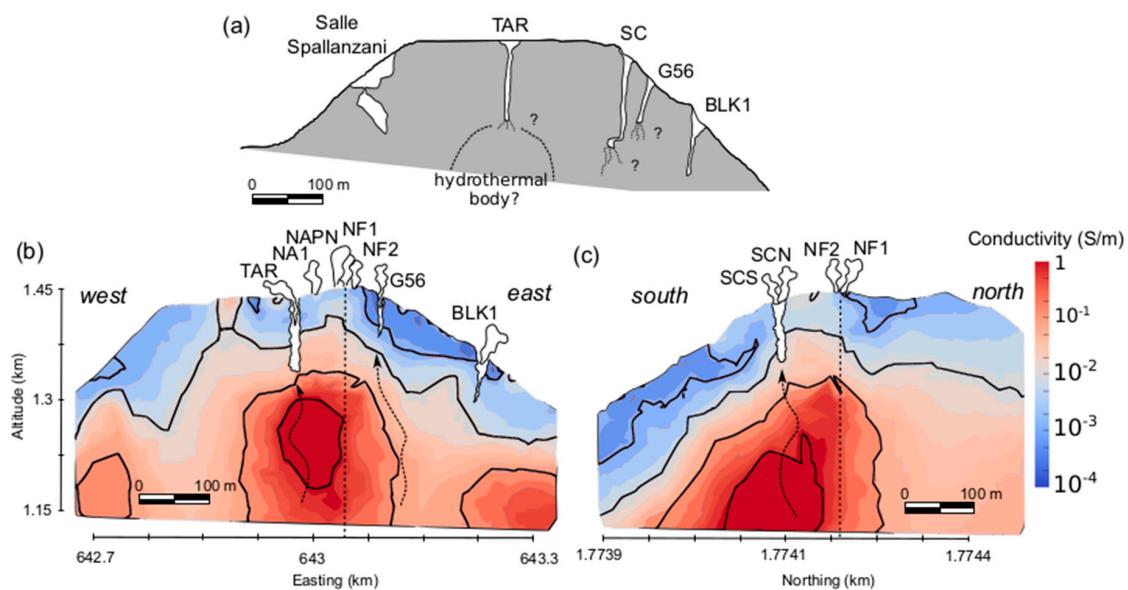 (a)
Salle
Spallanzani
TAR
SC
G56
BLK1
?
?
?
hydrothermal
body?
0 100 m
(b)
NAPN
NF1
NA1
NF2
TAR
G56
BLK1
west
east
1.45
1.3
1.15
Altitude (km)
0 100 m
642.7 643 643.3
Easting (km)
(c)
SCN
NF2
NF1
SCS
south
north
0 100 m
1.7739 1.7741 1.7744
Northing (km)
Conductivity (S/m)
1
10-1
10-2
10-3
10-4